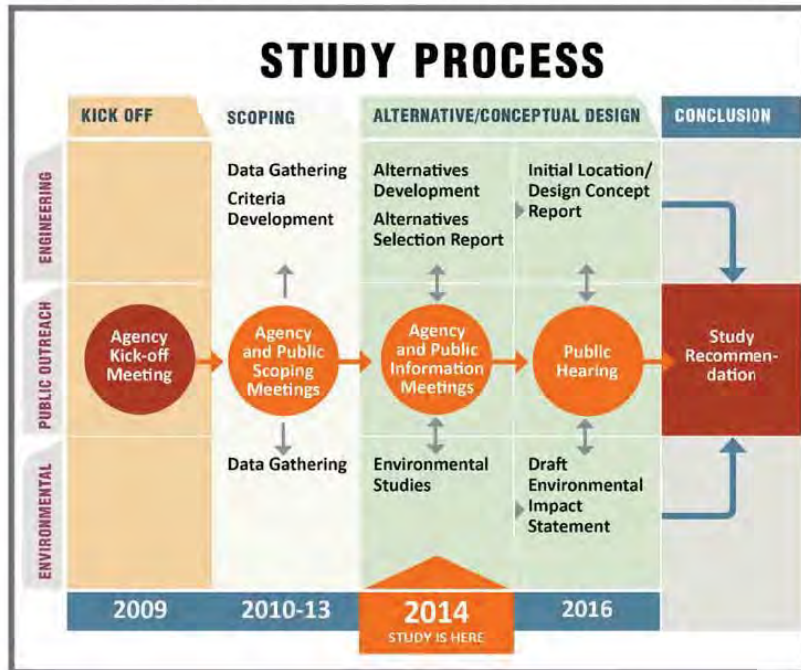 STUDY PROCESS
KICK OFF
SCOPING
ALTERNATIVE/CONCEPTUAL DESIGN
CONCLUSION
ENGINEERING
Data Gathering
Criteria
Development
Alternatives
Development
Alternatives
Selection Report
Initial Location/
Design Concept
Report
PUBLIC OUTREACH
Agency
Kick-off
Meeting
Agency
and Public
Scoping
Meetings
Agency
and Public
Information
Meetings
Public
Hearing
Study
Recommen-
dation
ENVIRONMENTAL
Data Gathering
Environmental
Studies
Draft
Environmental
Impact
Statement
2009
2010-13
2014
STUDY IS HERE
2016